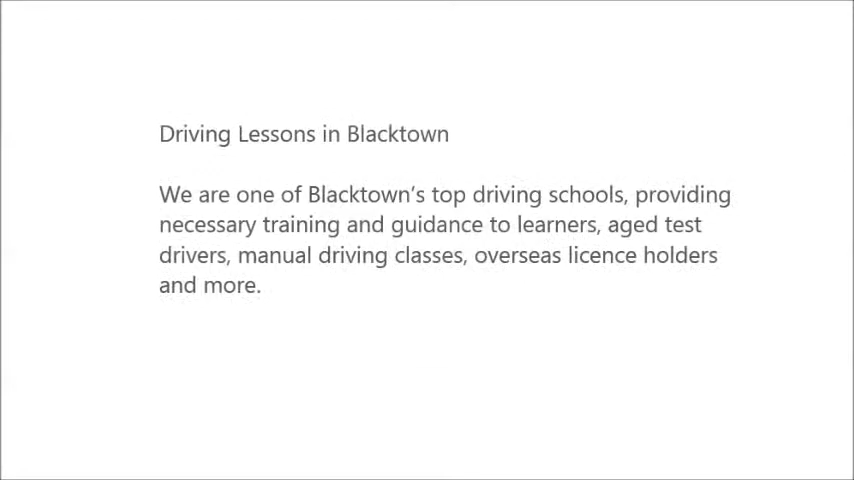 Driving Lessons in Blacktown
We are one of Blacktown’s top driving schools, providing
necessary training and guidance to learners, aged test
drivers, manual driving classes, overseas licence holders
and more.